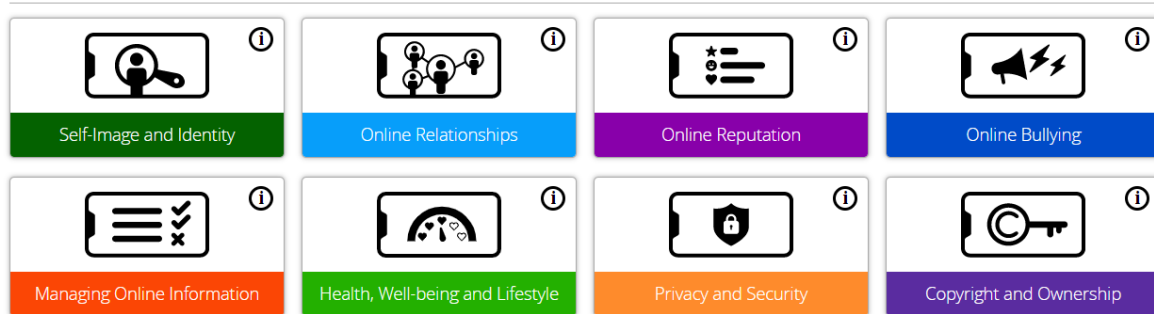 Self-Image and Identity
Online Relationships
Online Reputation
Online Bullying
Managing Online Information
Health, Well-being and Lifestyle
Privacy and Security
Copyright and Ownership